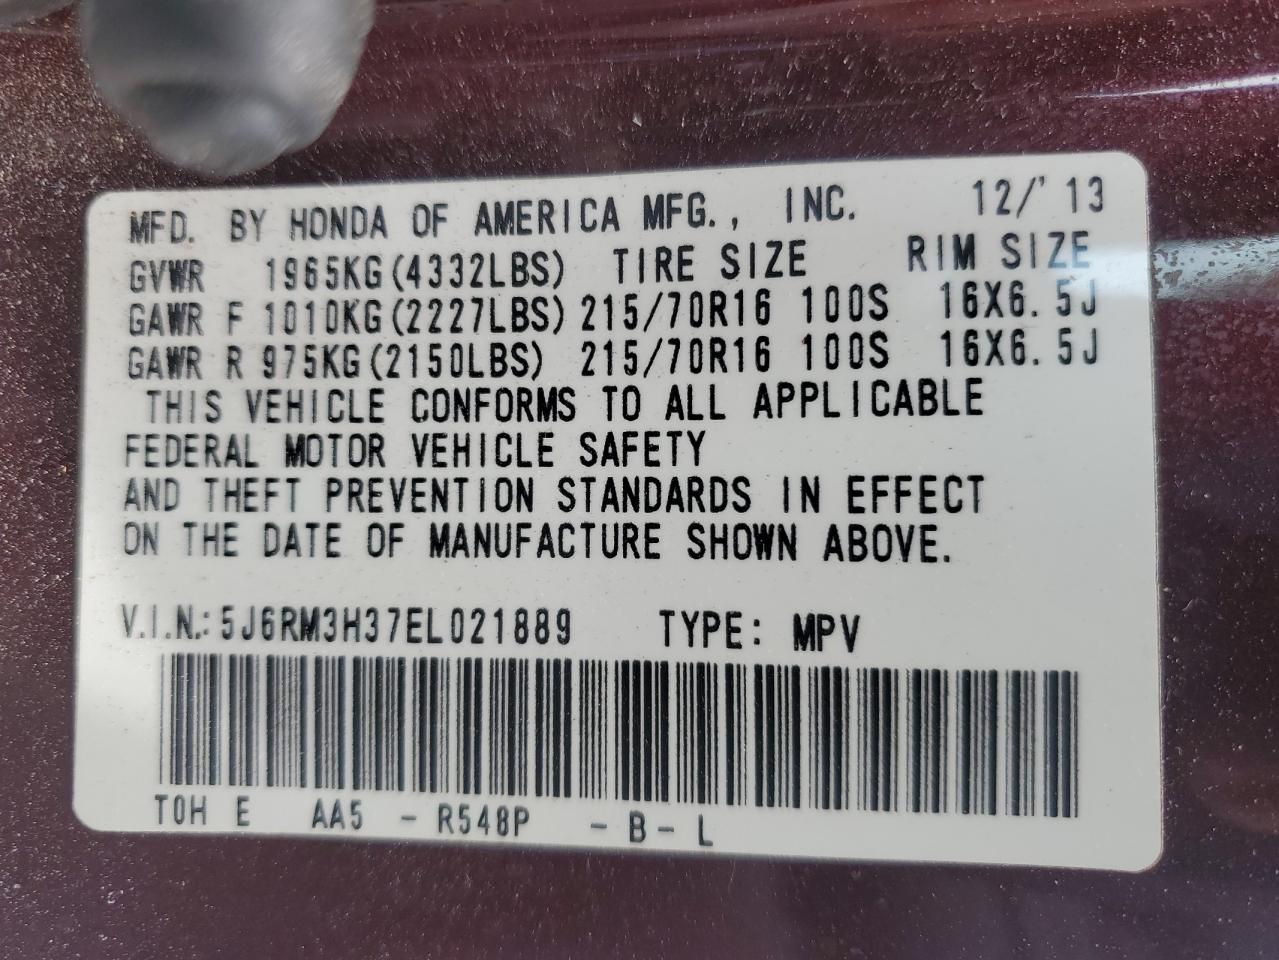 MFD. BY HONDA OF AMERICA MFG., INC. 12/'13
GVWR 1965KG(4332LBS) TIRE SIZE RIM SIZE
GAWR F 1010KG(2227LBS) 215/70R16 100S 16X6.5J
GAWR R 975KG(2150LBS) 215/70R16 100S 16X6.5J
THIS VEHICLE CONFORMS TO ALL APPLICABLE
FEDERAL MOTOR VEHICLE SAFETY
AND THEFT PREVENTION STANDARDS IN EFFECT
ON THE DATE OF MANUFACTURE SHOWN ABOVE.
V.I.N.: 5J6RM3H37EL021889 TYPE: MPV
T0H E AA5 - R548P - B - L